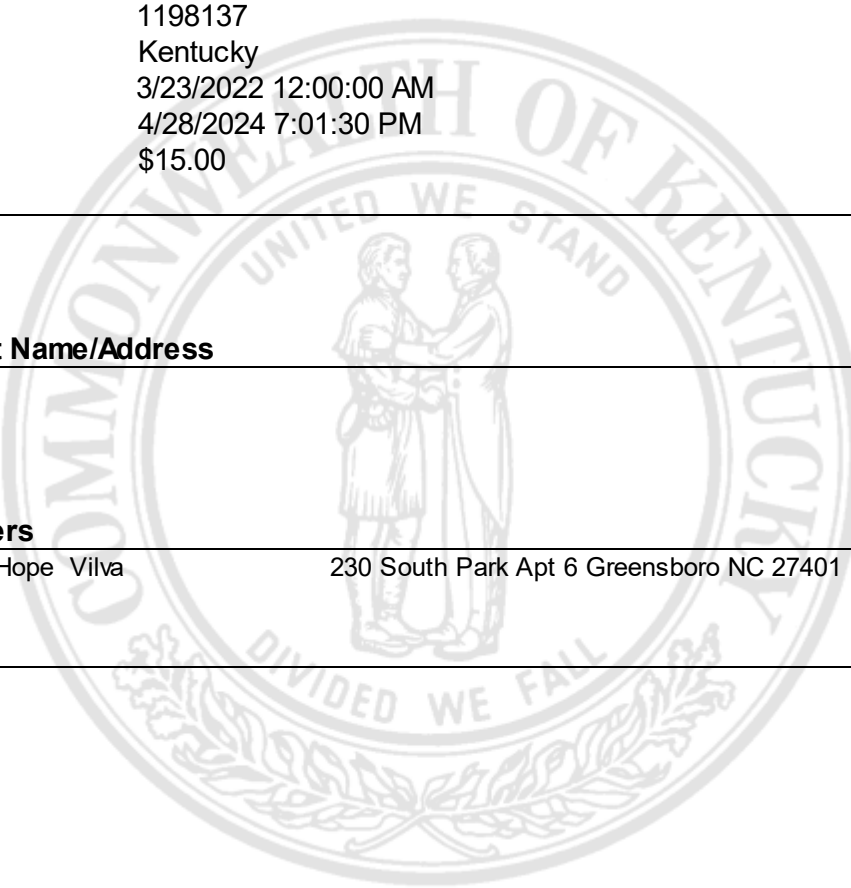 1198137
Kentucky
3/23/2022 12:00:00 AM
4/28/2024 7:01:30 PM
$15.00
COMMONWEALTH OF KENTUCKY
UNITED WE STAND
Name/Address
ers
Hope Vilva 230 South Park Apt 6 Greensboro NC 27401
DIVIDED WE FALL